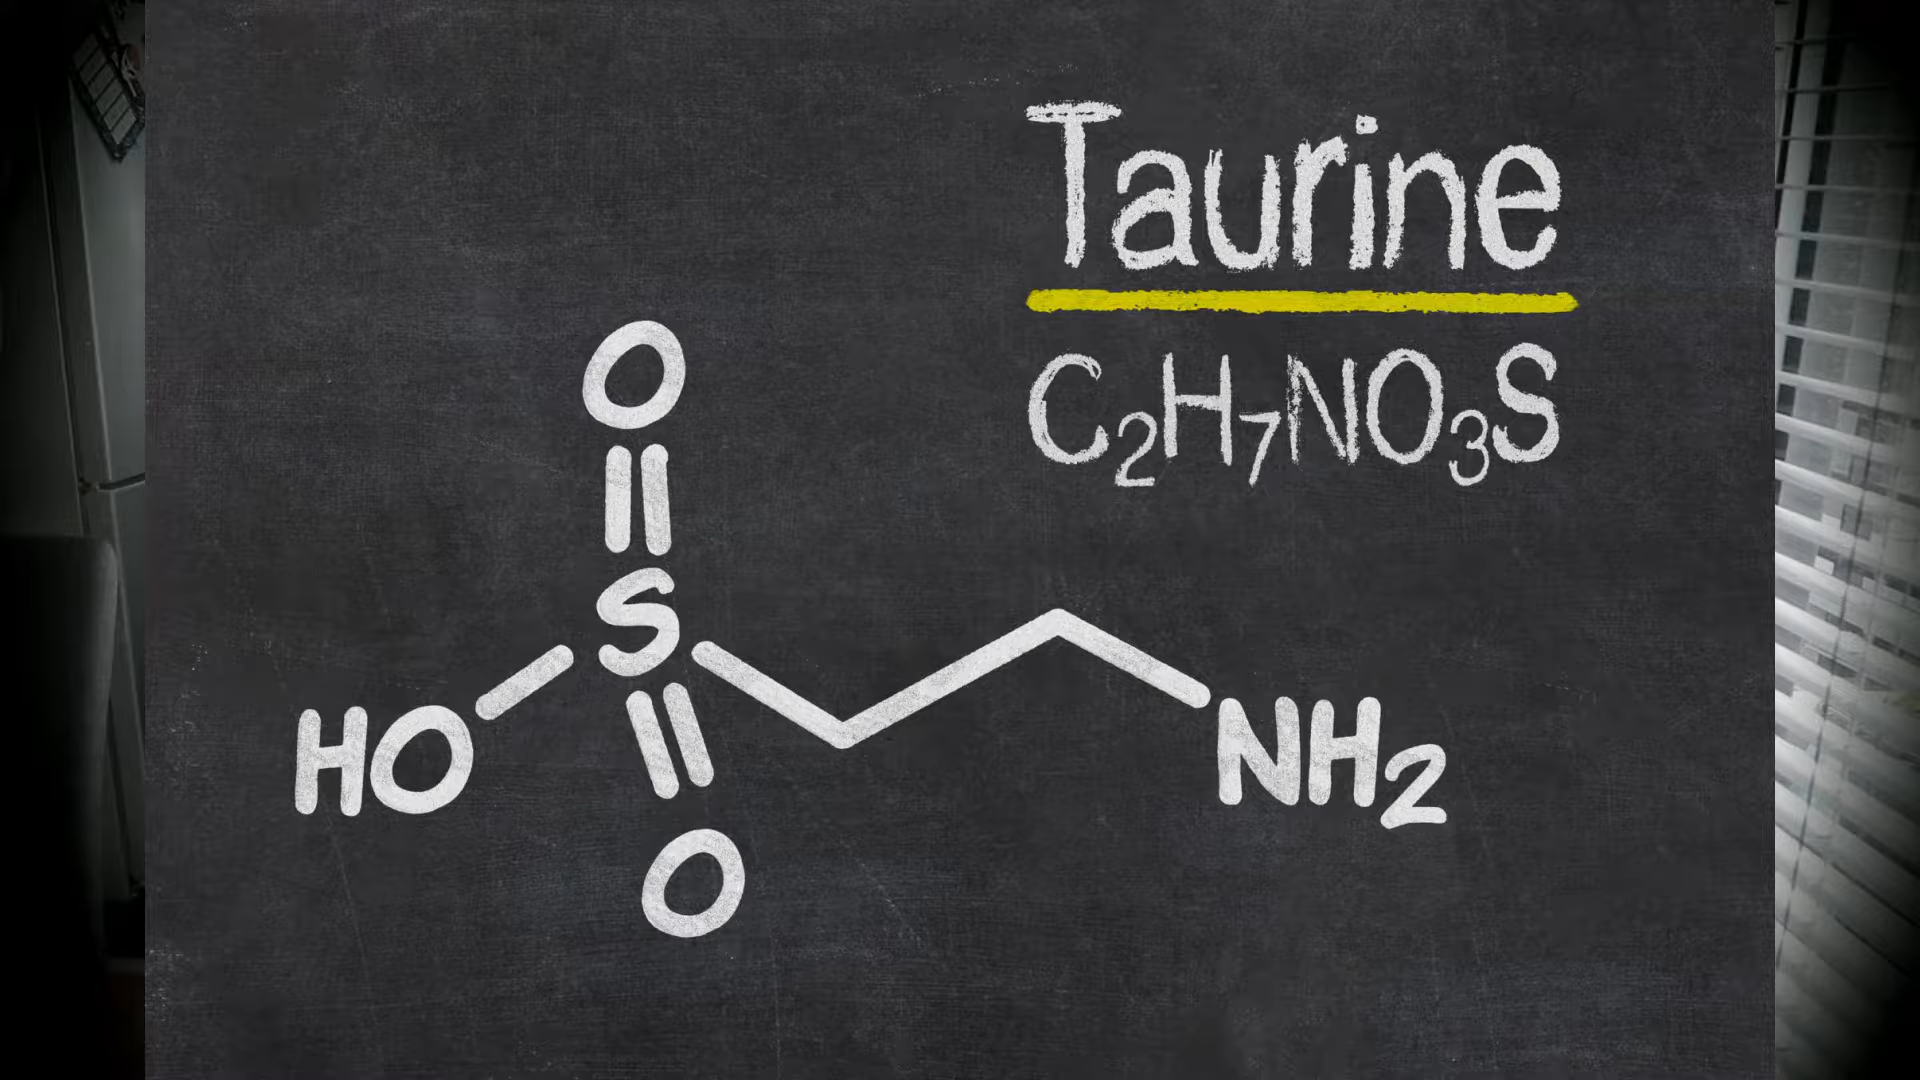 Taurine
C₂H₇NO₃S
O
S
HO
NH₂
O